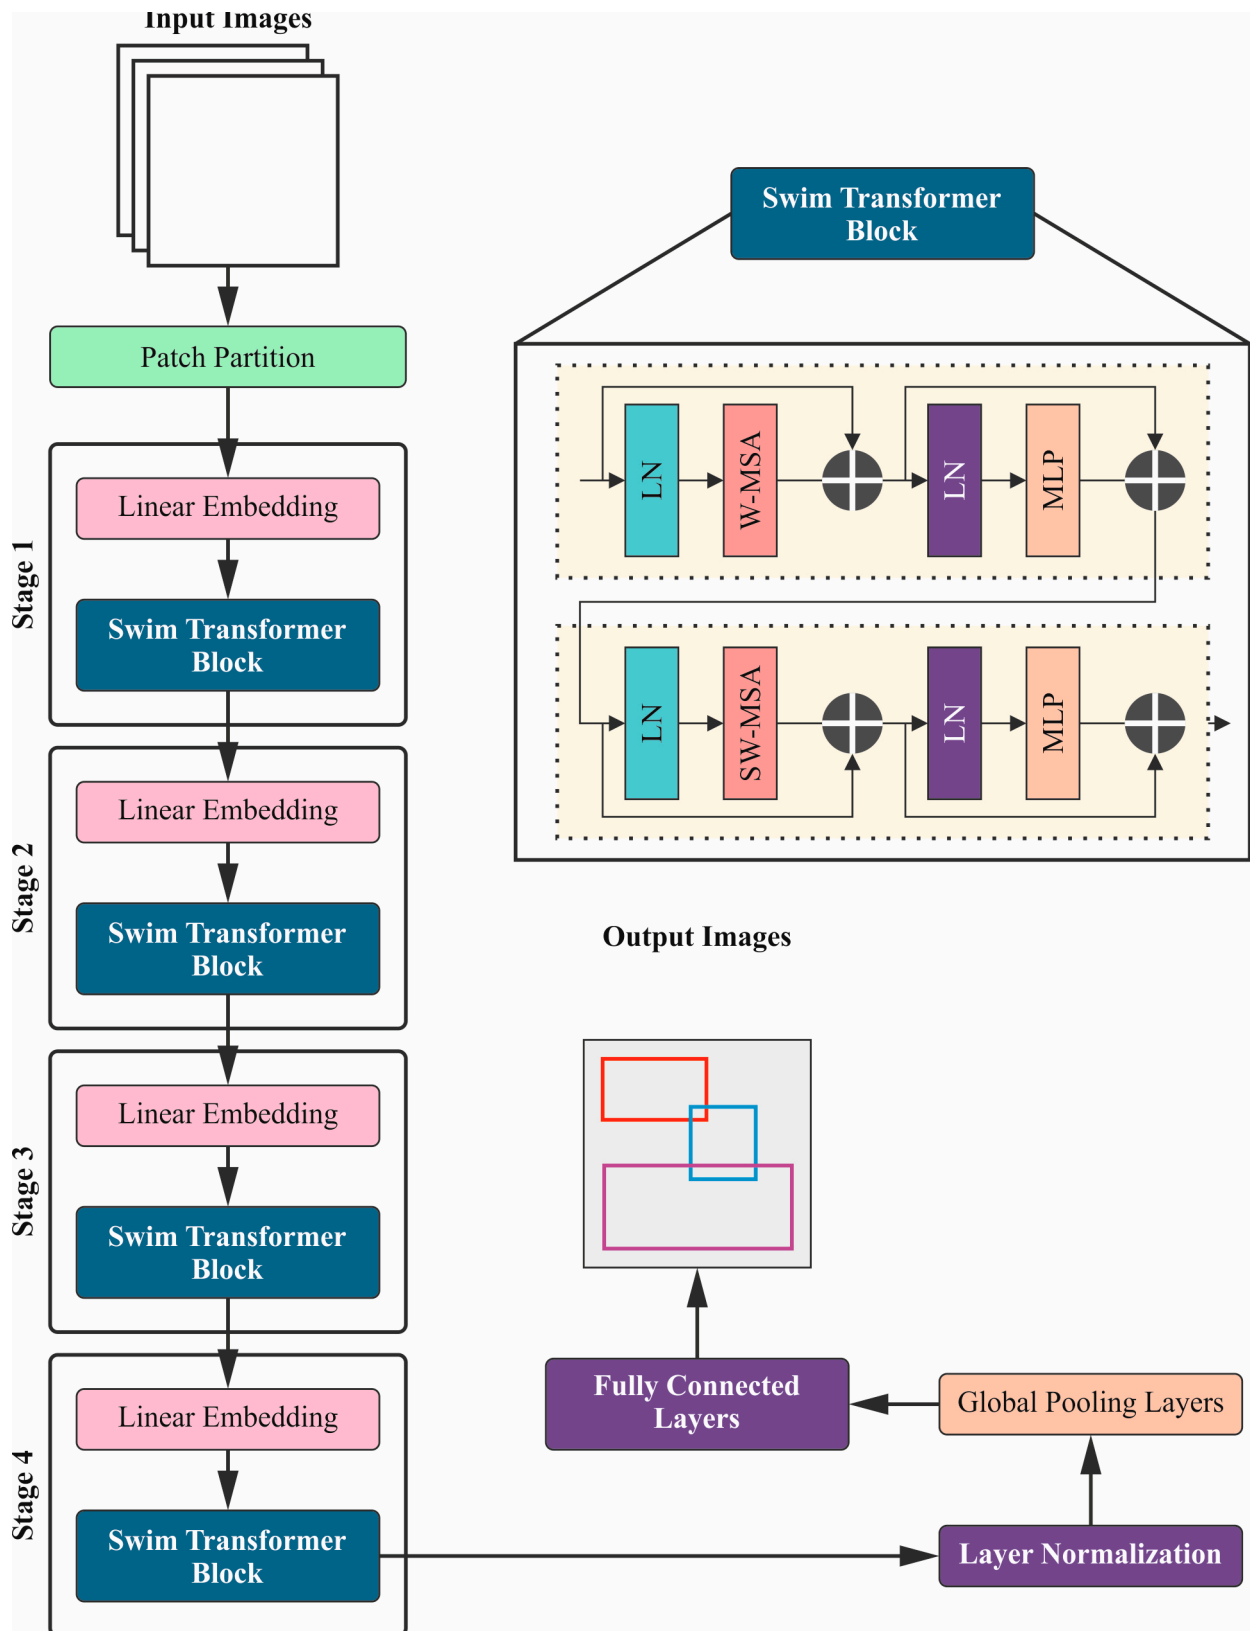 Input Images
Patch Partition
Stage 1
Linear Embedding
Swim Transformer
Block
Stage 2
Linear Embedding
Swim Transformer
Block
Stage 3
Linear Embedding
Swim Transformer
Block
Stage 4
Linear Embedding
Swim Transformer
Block
Swim Transformer
Block
LN
W-MSA
LN
MLP
LN
SW-MSA
LN
MLP
Output Images
Fully Connected
Layers
Global Pooling Layers
Layer Normalization